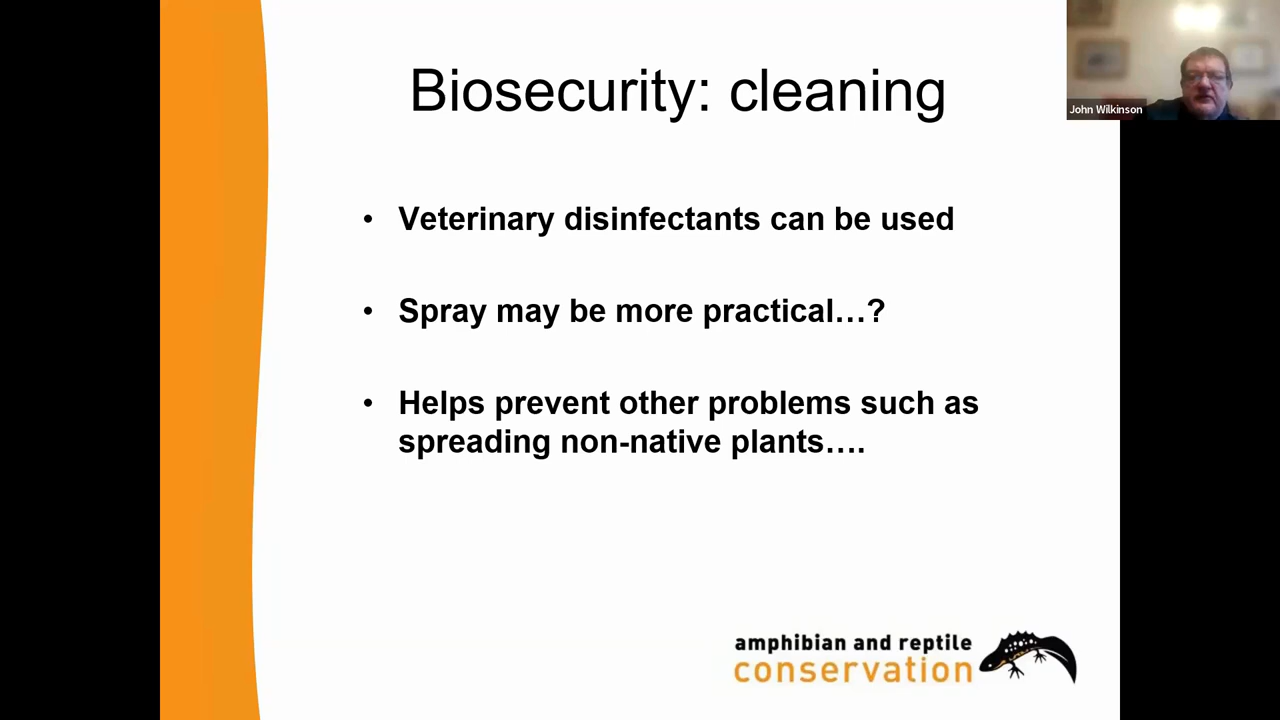 Biosecurity: cleaning
John Wilkinson
• Veterinary disinfectants can be used
• Spray may be more practical…?
• Helps prevent other problems such as
spreading non-native plants….
amphibian and reptile
conservation